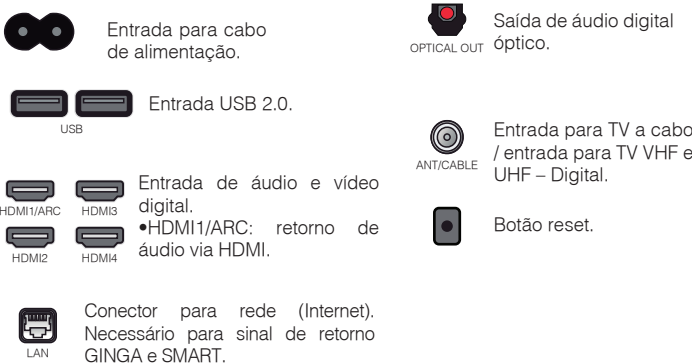 Entrada para cabo
de alimentação.
USB
Entrada USB 2.0.
HDMI1/ARC
HDMI3
HDMI2
HDMI4
Entrada de áudio e vídeo
digital.
•HDMI1/ARC: retorno de
áudio via HDMI.
LAN
Conector para rede (Internet).
Necessário para sinal de retorno
GINGA e SMART.
OPTICAL OUT
Saída de áudio digital
óptico.
ANT/CABLE
Entrada para TV a cabo
/ entrada para TV VHF e
UHF – Digital.
Botão reset.